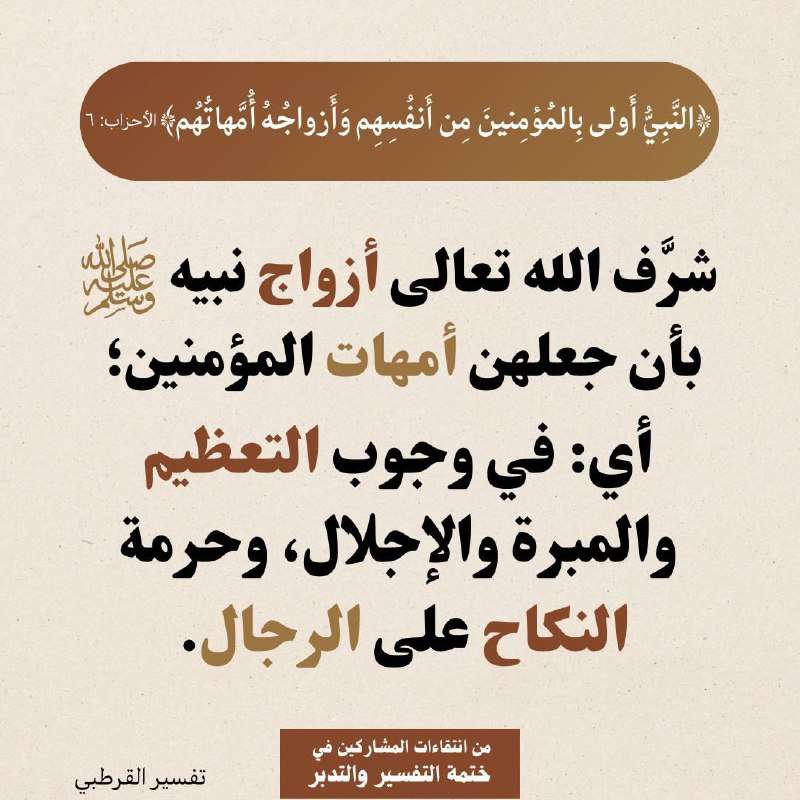 ﴿النَّبِيُّ أَولى بِالمُؤمِنينَ مِن أَنفُسِهِم وَأَزواجُهُ أُمَّهاتُهُم﴾ الأحزاب: ٦
شرَّف الله تعالى أزواج نبيه ﷺ
بأن جعلهن أمهات المؤمنين؛
أي: في وجوب التعظيم
والمبرة والإجلال، وحرمة
النكاح على الرجال.
من انتقاءات المشاركين في
ختمة التفسير والتدبر
تفسير القرطبي